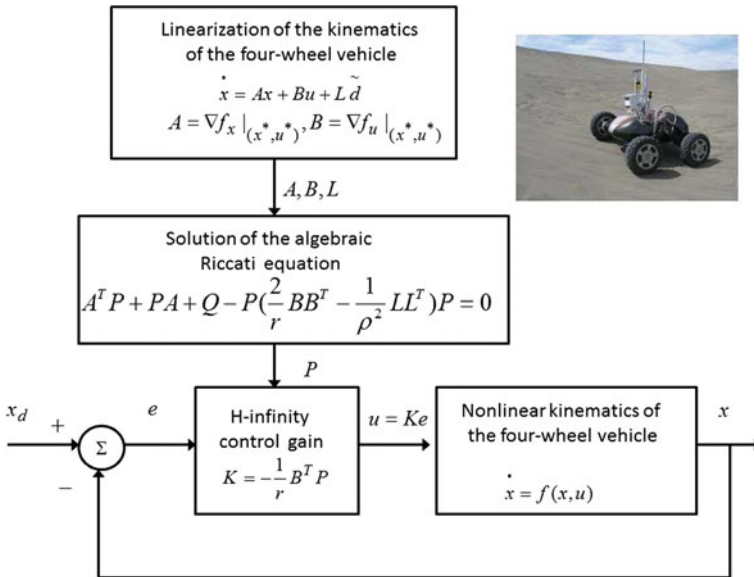 Linearization of the kinematics
of the four-wheel vehicle
ẋ = Ax + Bu + L d̃
A = ∇f_x |_(x^*,u^*), B = ∇f_u |_(x^*,u^*)
A, B, L
Solution of the algebraic
Riccati equation
A^T P + PA + Q − P(2/r BB^T − 1/ρ^2 LL^T)P = 0
P
x_d
+
−
Σ
e
H-infinity
control gain
K = −1/r B^T P
u = Ke
Nonlinear kinematics of
the four-wheel vehicle
ẋ = f(x,u)
x